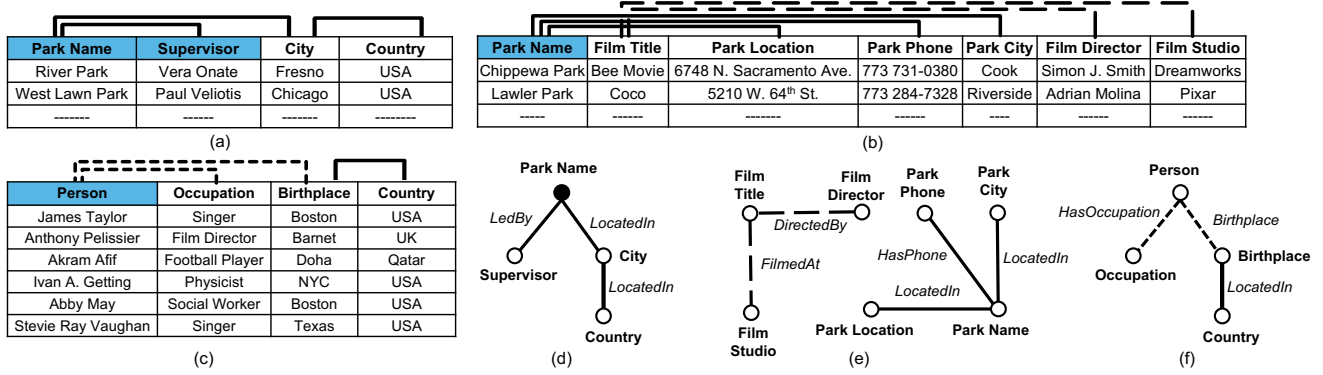 Park Name Supervisor City Country
River Park Vera Onate Fresno USA
West Lawn Park Paul Veliotis Chicago USA
------- ------- ------- --------
(a)
Park Name Film Title Park Location Park Phone Park City Film Director Film Studio
Chippewa Park Bee Movie 6748 N. Sacramento Ave. 773 731-0380 Cook Simon J. Smith Dreamworks
Lawler Park Coco 5210 W. 64th St. 773 284-7328 Riverside Adrian Molina Pixar
----- ------ ------- ------ ---- ------ ------
(b)
Person Occupation Birthplace Country
James Taylor Singer Boston USA
Anthony Pelissier Film Director Barnet UK
Akram Afif Football Player Doha Qatar
Ivan A. Getting Physicist NYC USA
Abby May Social Worker Boston USA
Stevie Ray Vaughan Singer Texas USA
(c)
Park Name
LedBy LocatedIn
Supervisor City
LocatedIn
Country
(d)
Film Title
Film Director
Park Phone
Park City
DirectedBy
FilmedAt
HasPhone
LocatedIn
LocatedIn
Park Location Park Name
Film Studio
(e)
Person
HasOccupation Birthplace
Occupation Birthplace
LocatedIn
Country
(f)